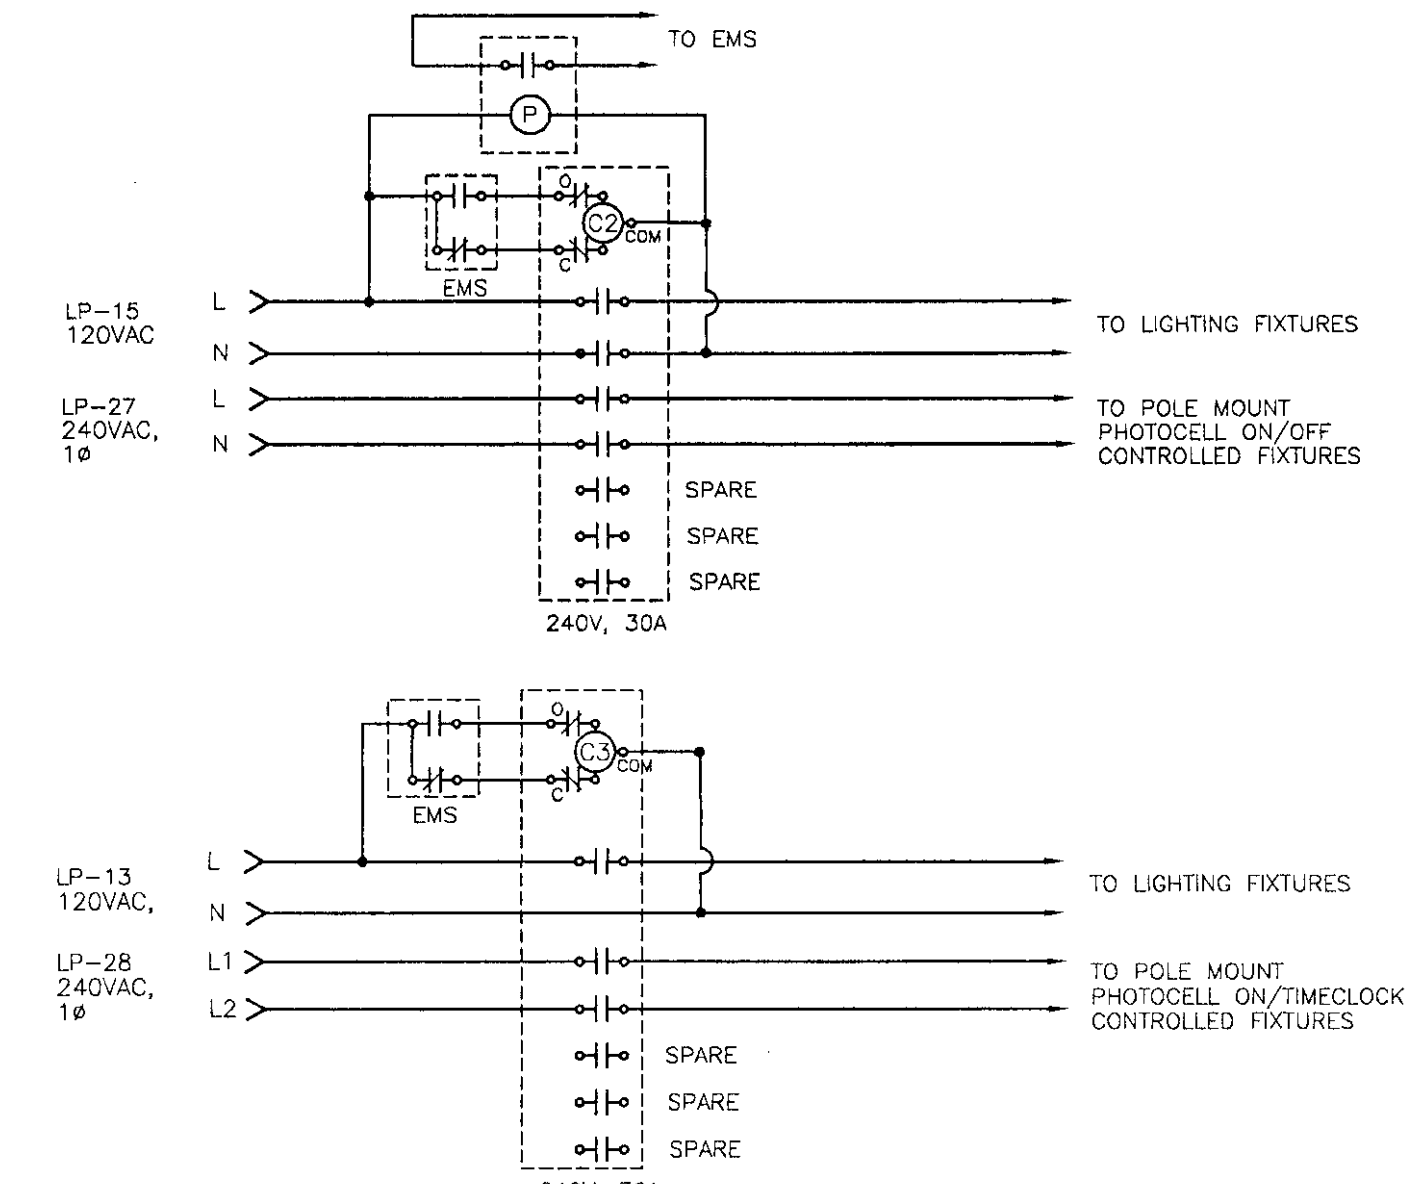 TO EMS
P
O
C2
COM
C
EMS
LP-15
120VAC
L
N
TO LIGHTING FIXTURES
LP-27
240VAC,
1Ø
L
N
TO POLE MOUNT
PHOTOCELL ON/OFF
CONTROLLED FIXTURES
SPARE
SPARE
SPARE
240V, 30A
O
C3
COM
C
EMS
LP-13
120VAC,
L
N
TO LIGHTING FIXTURES
LP-28
240VAC,
1Ø
L1
L2
TO POLE MOUNT
PHOTOCELL ON/TIMECLOCK
CONTROLLED FIXTURES
SPARE
SPARE
SPARE